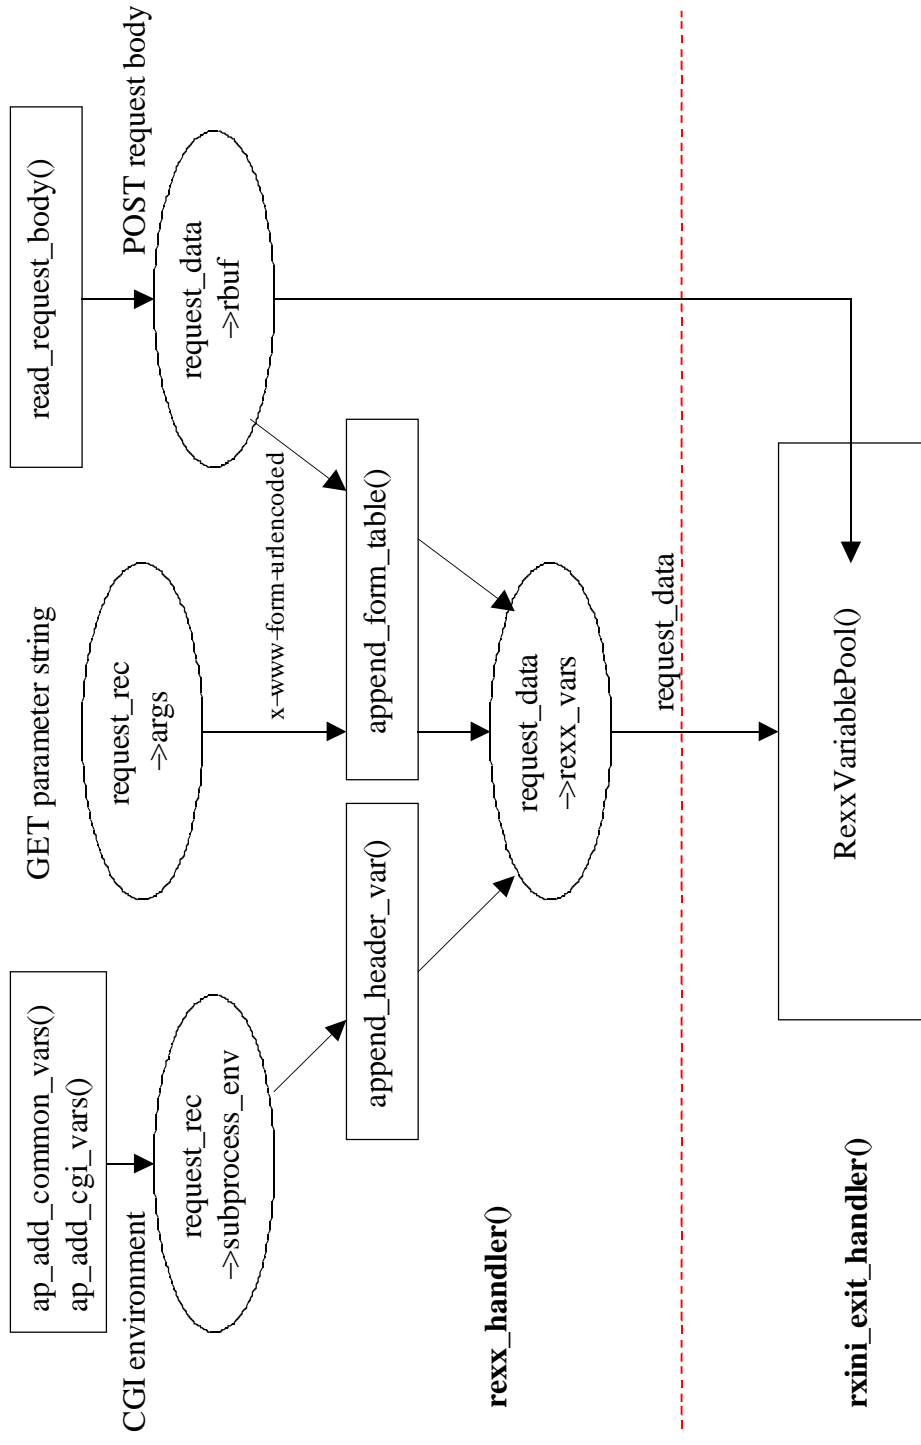 ap_add_common_vars()
ap_add_cgi_vars()
CGI environment
request_rec
->subprocess_env
append_header_var()
GET parameter string
request_rec
->args
x-www-form-urlencoded
append_form_table()
read_request_body()
POST request body
request_data
->rbuf
request_data
->rexx_vars
rexx_handler()
request_data
RexxVariablePool()
rxini_exit_handler()